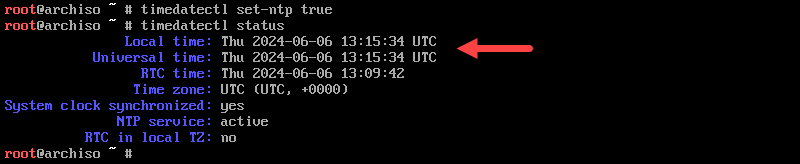 root@archiso ~ # timedatectl set-ntp true
root@archiso ~ # timedatectl status
Local time: Thu 2024-06-06 13:15:34 UTC
Universal time: Thu 2024-06-06 13:15:34 UTC
RTC time: Thu 2024-06-06 13:09:42
Time zone: UTC (UTC, +0000)
System clock synchronized: yes
NTP service: active
RTC in local TZ: no
root@archiso ~ #